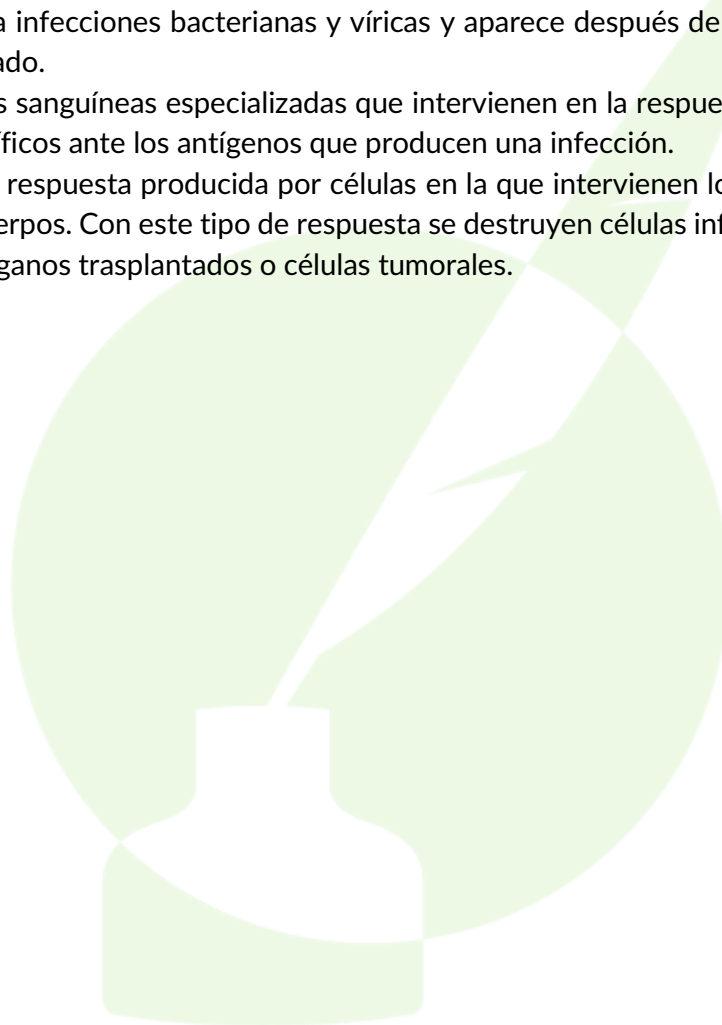 a infecciones bacterianas y víricas y aparece después de
ado.
s sanguíneas especializadas que intervienen en la respue
íficos ante los antígenos que producen una infección.
respuesta producida por células en la que intervienen lo
erpos. Con este tipo de respuesta se destruyen células inf
ganos trasplantados o células tumorales.